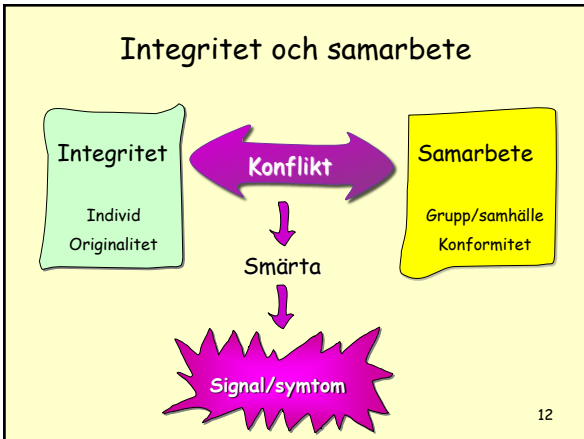 Integritet och samarbete
Integritet
Individ
Originalitet
Konflikt
Samarbete
Grupp/samhälle
Konformitet
Smärta
Signal/symtom
12